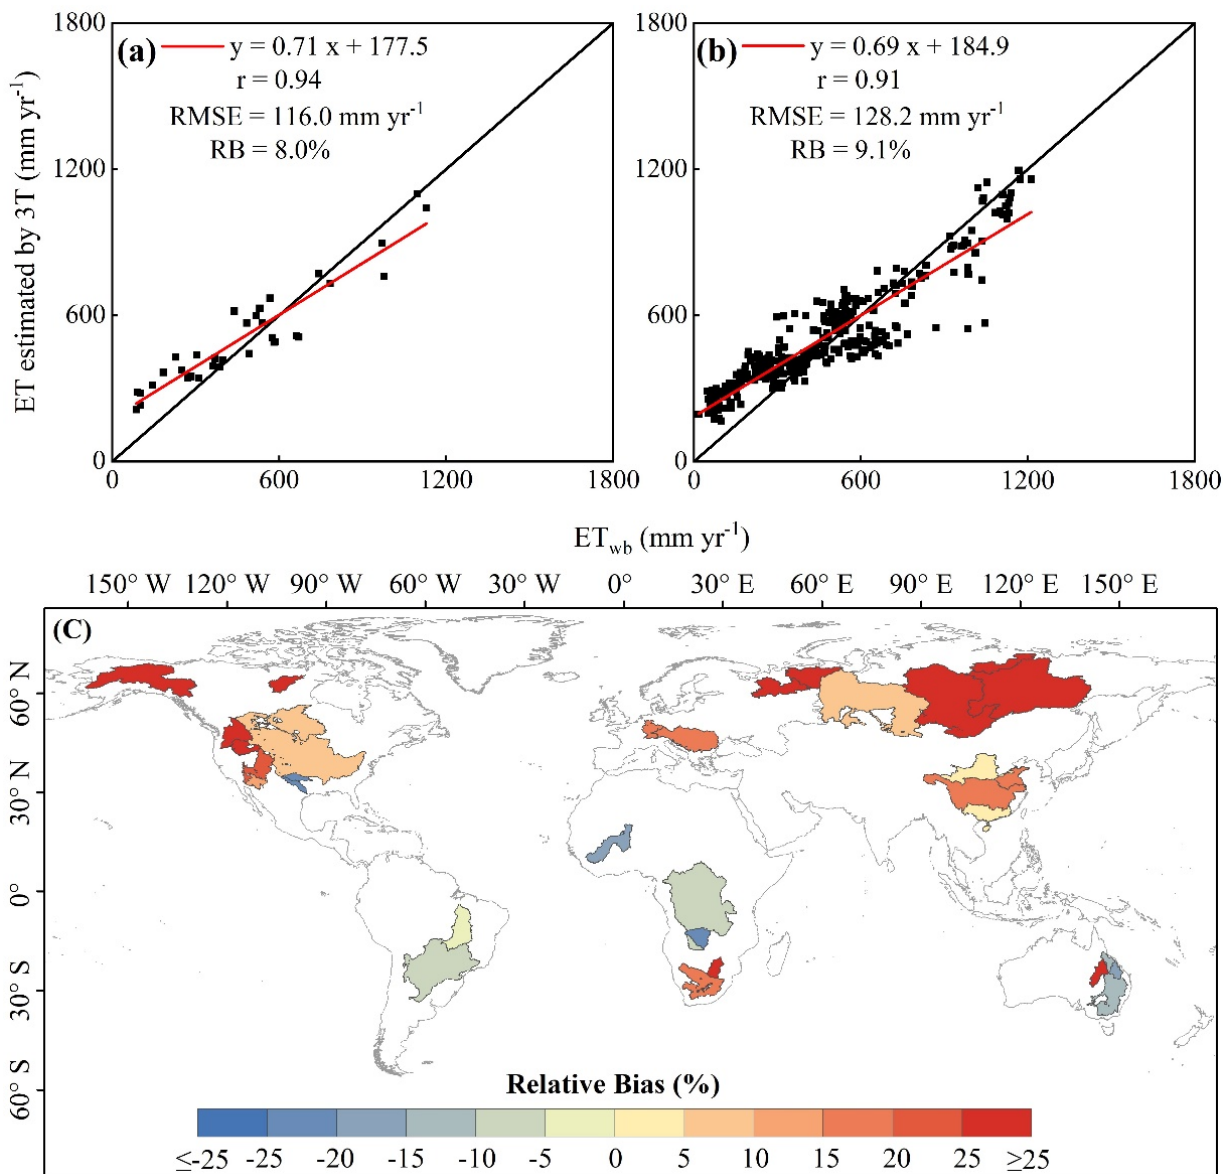 1800
(a)
y = 0.71 x + 177.5
r = 0.94
RMSE = 116.0 mm yr⁻¹
RB = 8.0%
1200
600
0
0 600 1200 1800
ET estimated by 3T (mm yr⁻¹)
1800
(b)
y = 0.69 x + 184.9
r = 0.91
RMSE = 128.2 mm yr⁻¹
RB = 9.1%
1200
600
0
0 600 1200 1800
ET_wb (mm yr⁻¹)
150° W 120° W 90° W 60° W 30° W 0° 30° E 60° E 90° E 120° E 150° E
(C)
60° N
30° N
0°
30° S
60° S
Relative Bias (%)
≤-25 -25 -20 -15 -10 -5 0 5 10 15 20 25 ≥25